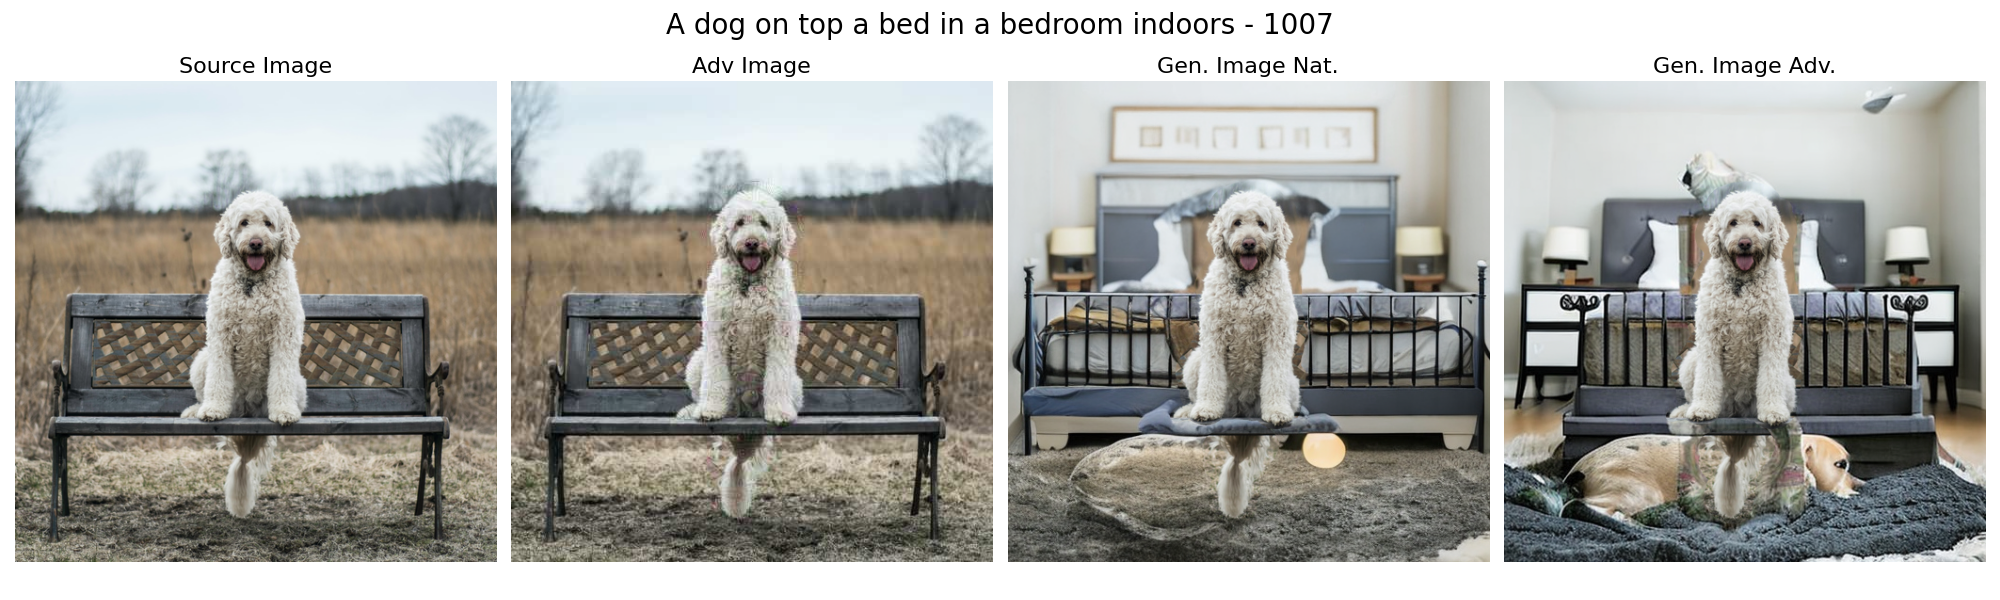 A dog on top a bed in a bedroom indoors - 1007
Source Image
Adv Image
Gen. Image Nat.
Gen. Image Adv.